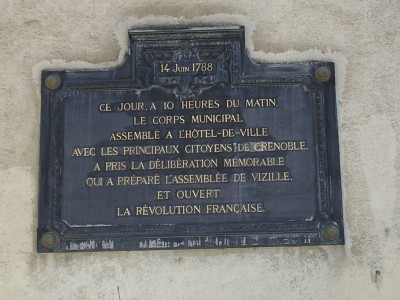 14 JUIN 1788
CE JOUR, A 10 HEURES DU MATIN,
LE CORPS MUNICIPAL
ASSEMBLÉ A L'HÔTEL-DE-VILLE
AVEC LES PRINCIPAUX CITOYENS DE GRENOBLE,
A PRIS LA DÉLIBÉRATION MÉMORABLE
QUI A PRÉPARÉ L'ASSEMBLÉE DE VIZILLE,
ET OUVERT
LA RÉVOLUTION FRANÇAISE.